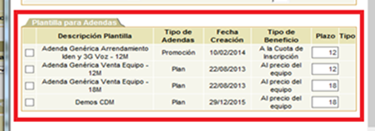 Plantilla para Adendas
Descripción Plantilla Tipo de Adendas Fecha Creación Tipo de Beneficio Plazo Tipo
Adenda Genérica Arrendamiento Iden y 3G Voz - 12M Promoción 10/02/2014 A la Cuota de Inscripción 12
Adenda Genérica Venta Equipo - 12M Plan 22/08/2013 Al precio del equipo 12
Adenda Genérica Venta Equipo - 18M Plan 22/08/2013 Al precio del equipo 18
Demos CDM Plan 29/12/2015 Al precio del equipo 18